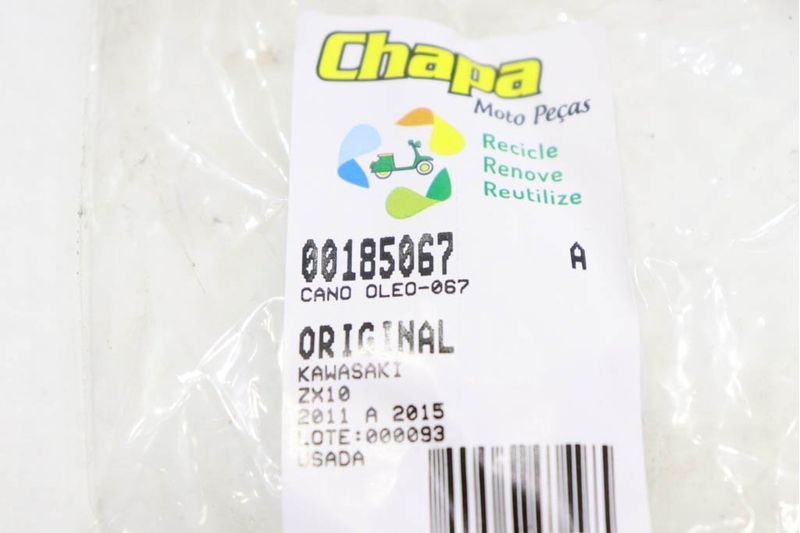 Chapa
Moto Peças
Recicle
Renove
Reutilize
00185067 A
CANO OLEO-067
ORIGINAL
KAWASAKI
ZX10
2011 A 2015
LOTE:000093
USADA